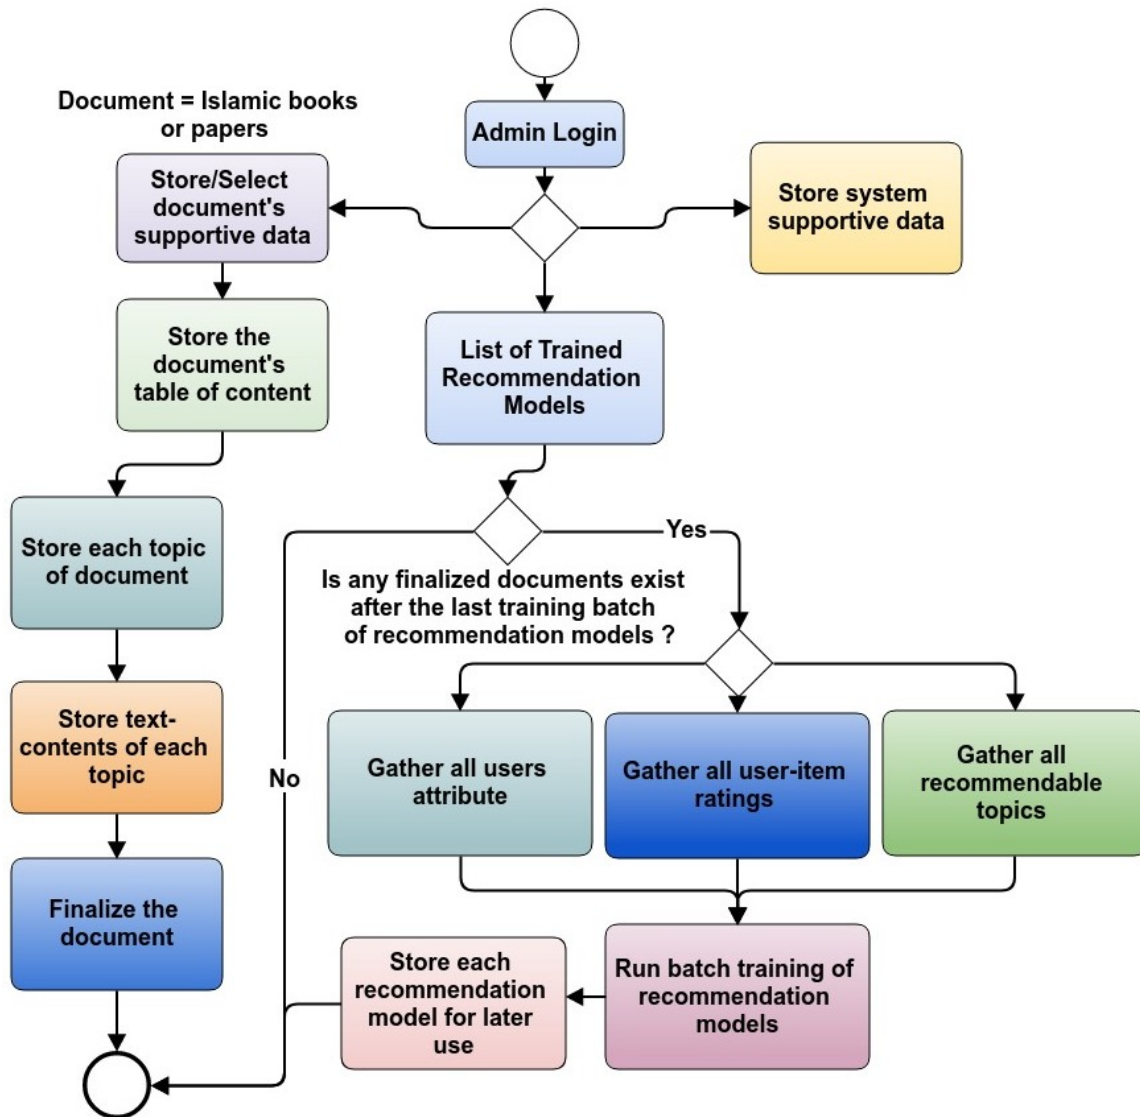 Document = Islamic books
or papers
Admin Login
Store/Select
document's
supportive data
Store system
supportive data
Store the
document's
table of content
List of Trained
Recommendation
Models
Store each topic
of document
Yes
Is any finalized documents exist
after the last training batch
of recommendation models ?
Store text-
contents of each
topic
No
Gather all users
attribute
Gather all user-item
ratings
Gather all
recommendable
topics
Finalize the
document
Store each
recommendation
model for later
use
Run batch training of
recommendation
models